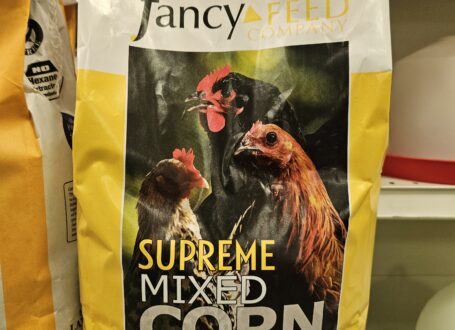 Fancy FEED
COMPANY
NO
Hexane
SUPREME
MIXED
CORN